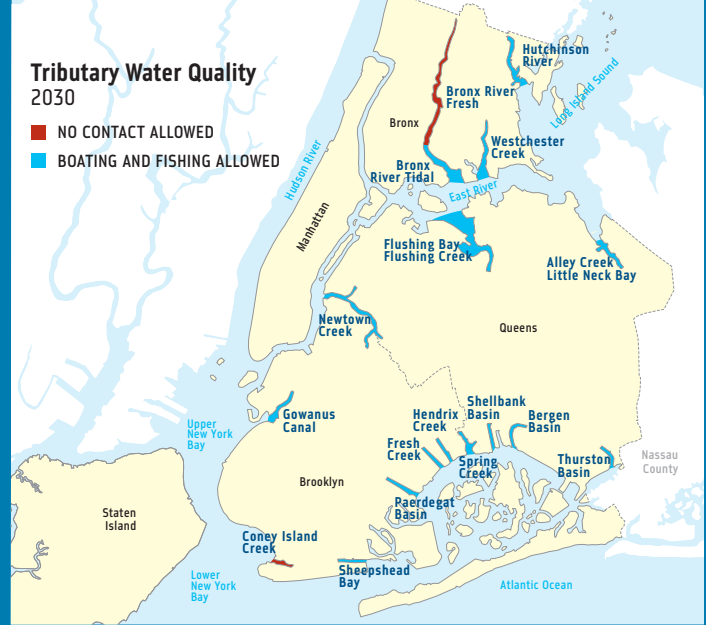 Tributary Water Quality
2030
NO CONTACT ALLOWED
BOATING AND FISHING ALLOWED
Hutchinson
River
Long Island Sound
Bronx River
Fresh
Bronx
Westchester
Creek
Bronx
River Tidal
East River
Hudson River
Manhattan
Flushing Bay
Flushing Creek
Alley Creek
Little Neck Bay
Newtown
Creek
Queens
Gowanus
Canal
Upper
New York
Bay
Hendrix
Creek
Shellbank
Basin
Bergen
Basin
Fresh
Creek
Spring
Creek
Thurston
Basin
Nassau
County
Brooklyn
Paerdegat
Basin
Staten
Island
Coney Island
Creek
Sheepshead
Bay
Lower
New York
Bay
Atlantic Ocean